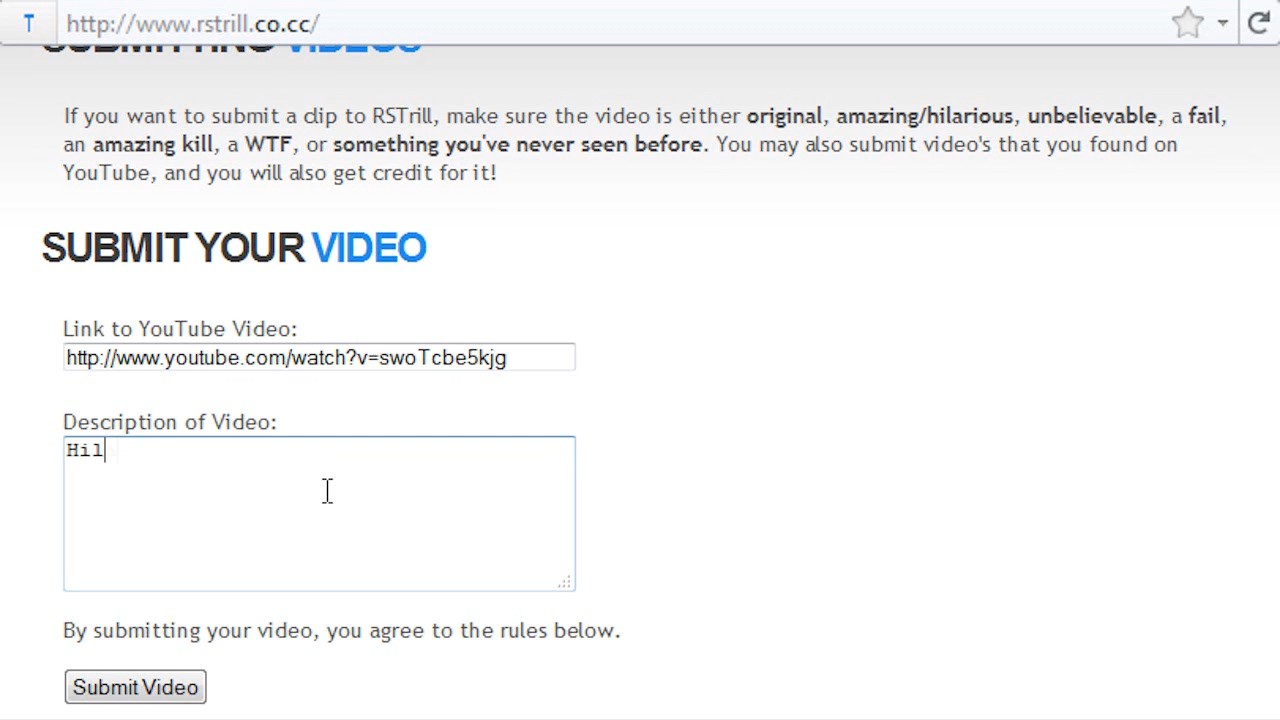 T http://www.rstrill.co.cc/
SUBMITTING VIDEOS
If you want to submit a clip to RSTrill, make sure the video is either original, amazing/hilarious, unbelievable, a fail,
an amazing kill, a WTF, or something you've never seen before. You may also submit video's that you found on
YouTube, and you will also get credit for it!
SUBMIT YOUR VIDEO
Link to YouTube Video:
http://www.youtube.com/watch?v=swoTcbe5kjg
Description of Video:
Hil
By submitting your video, you agree to the rules below.
Submit Video